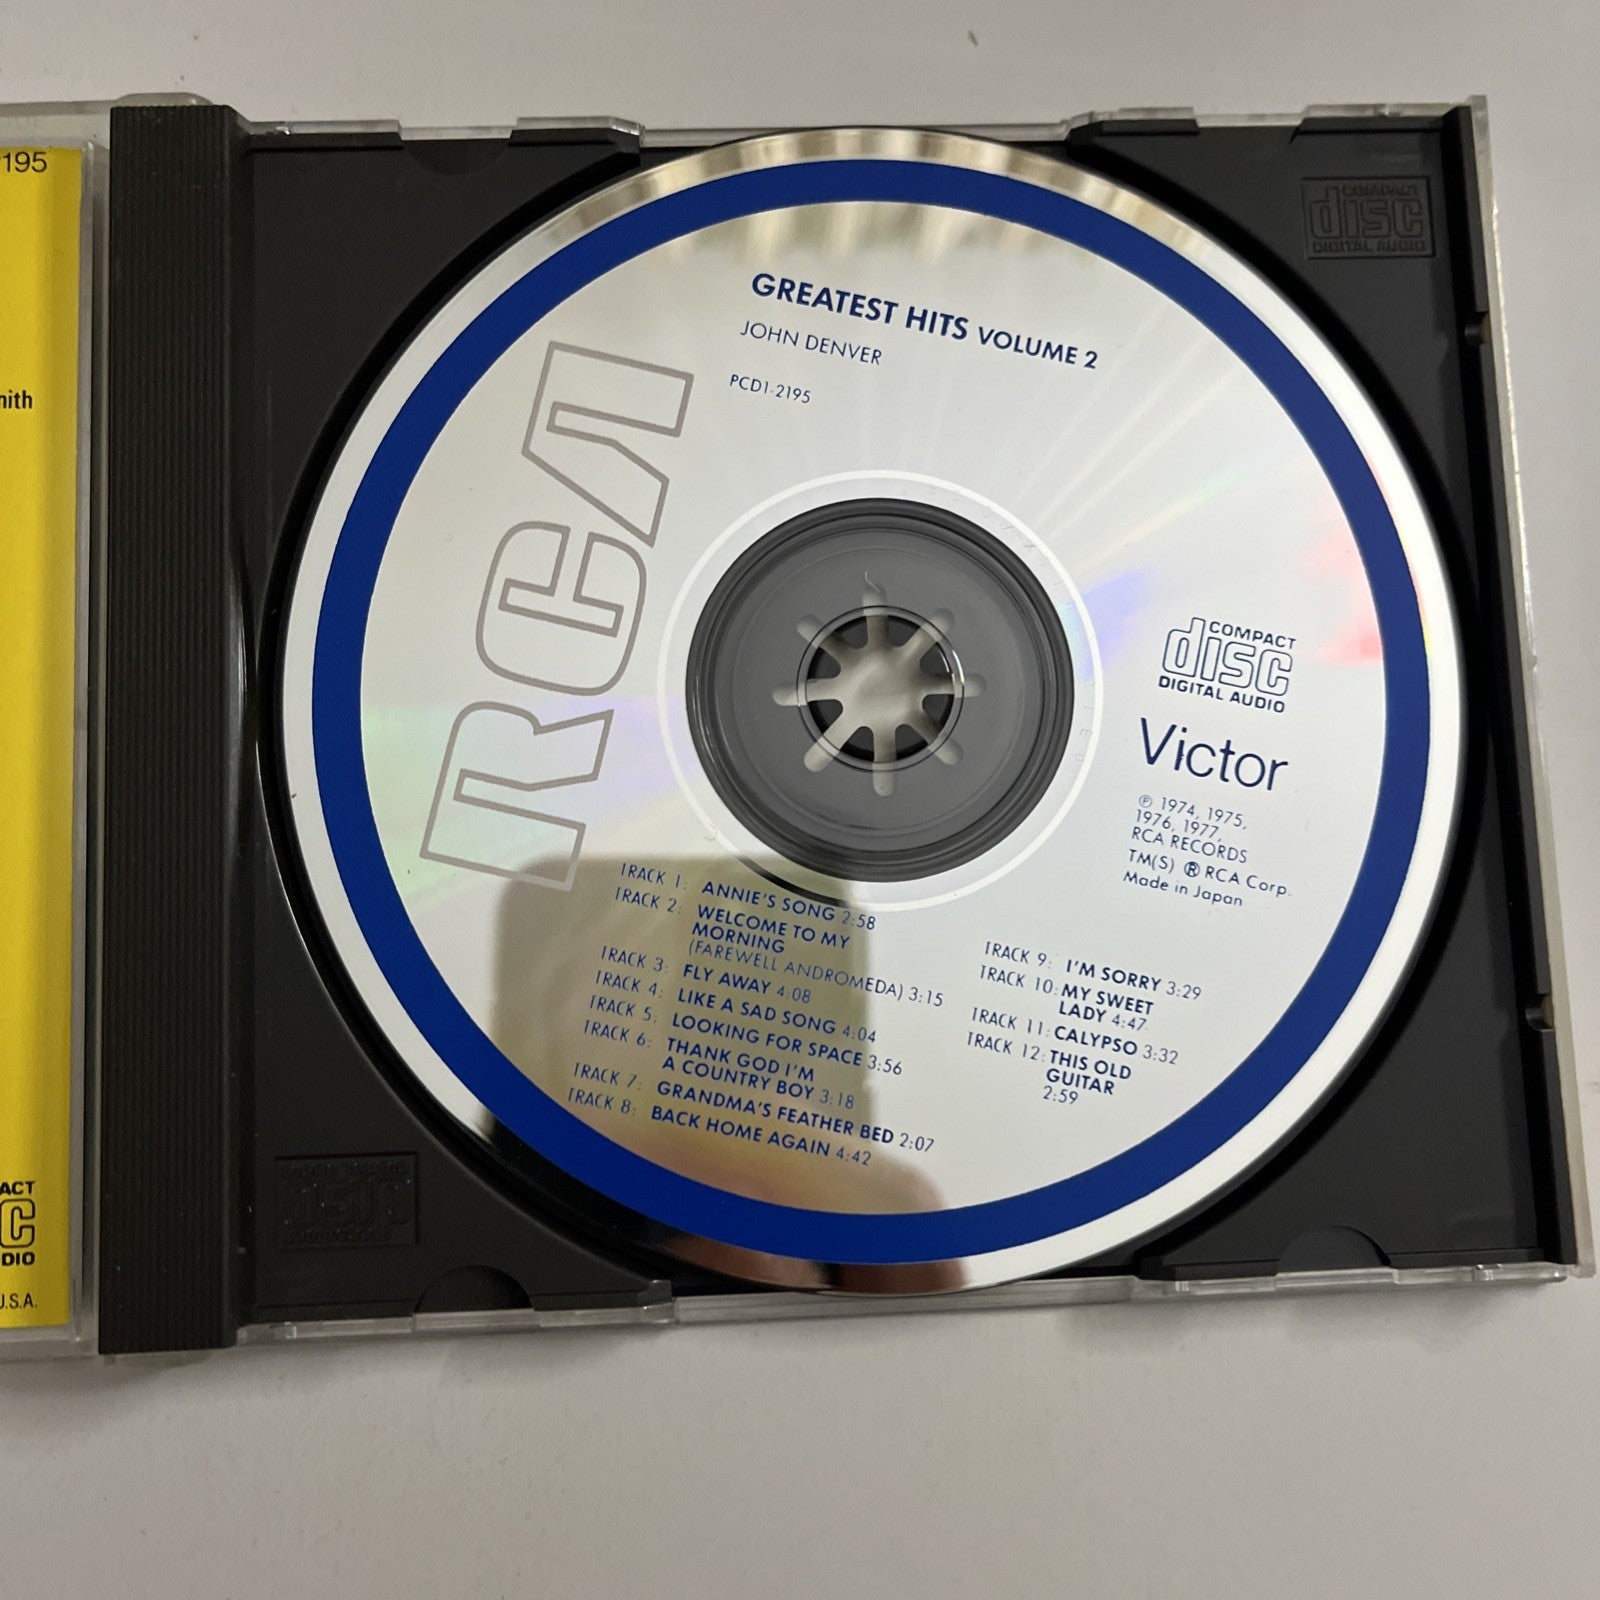 195
nith
ACT
C
DIO
J.S.A.
COMPACT
disc
DIGITAL AUDIO
GREATEST HITS VOLUME 2
JOHN DENVER
PCD1-2195
RCA
COMPACT
disc
DIGITAL AUDIO
Victor
℗ 1974, 1975,
1976, 1977,
RCA RECORDS
TM(S) ® RCA Corp.
Made in Japan
TRACK 1: ANNIE'S SONG 2:58
TRACK 2: WELCOME TO MY
MORNING
(FAREWELL ANDROMEDA) 3:15
TRACK 3: FLY AWAY 4:08
TRACK 4: LIKE A SAD SONG 4:04
TRACK 5: LOOKING FOR SPACE 3:56
TRACK 6: THANK GOD I'M
A COUNTRY BOY 3:18
TRACK 7: GRANDMA'S FEATHER BED 2:07
TRACK 8: BACK HOME AGAIN 4:42
TRACK 9: I'M SORRY 3:29
TRACK 10: MY SWEET
LADY 4:47
TRACK 11: CALYPSO 3:32
TRACK 12: THIS OLD
GUITAR
2:59